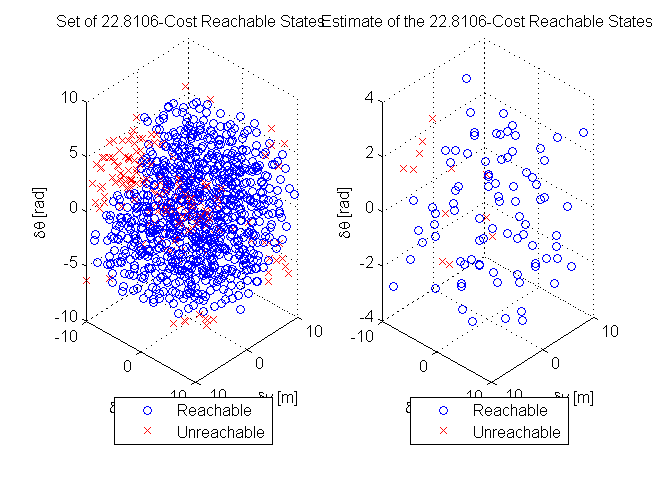 Set of 22.8106-Cost Reachable States
Estimate of the 22.8106-Cost Reachable States
10
5
0
-5
-10
δθ [rad]
-10
0
10
-10
0
10
[m]
Reachable
Unreachable
4
2
0
-2
-4
δθ [rad]
-10
0
10
-10
0
10
[m]
Reachable
Unreachable